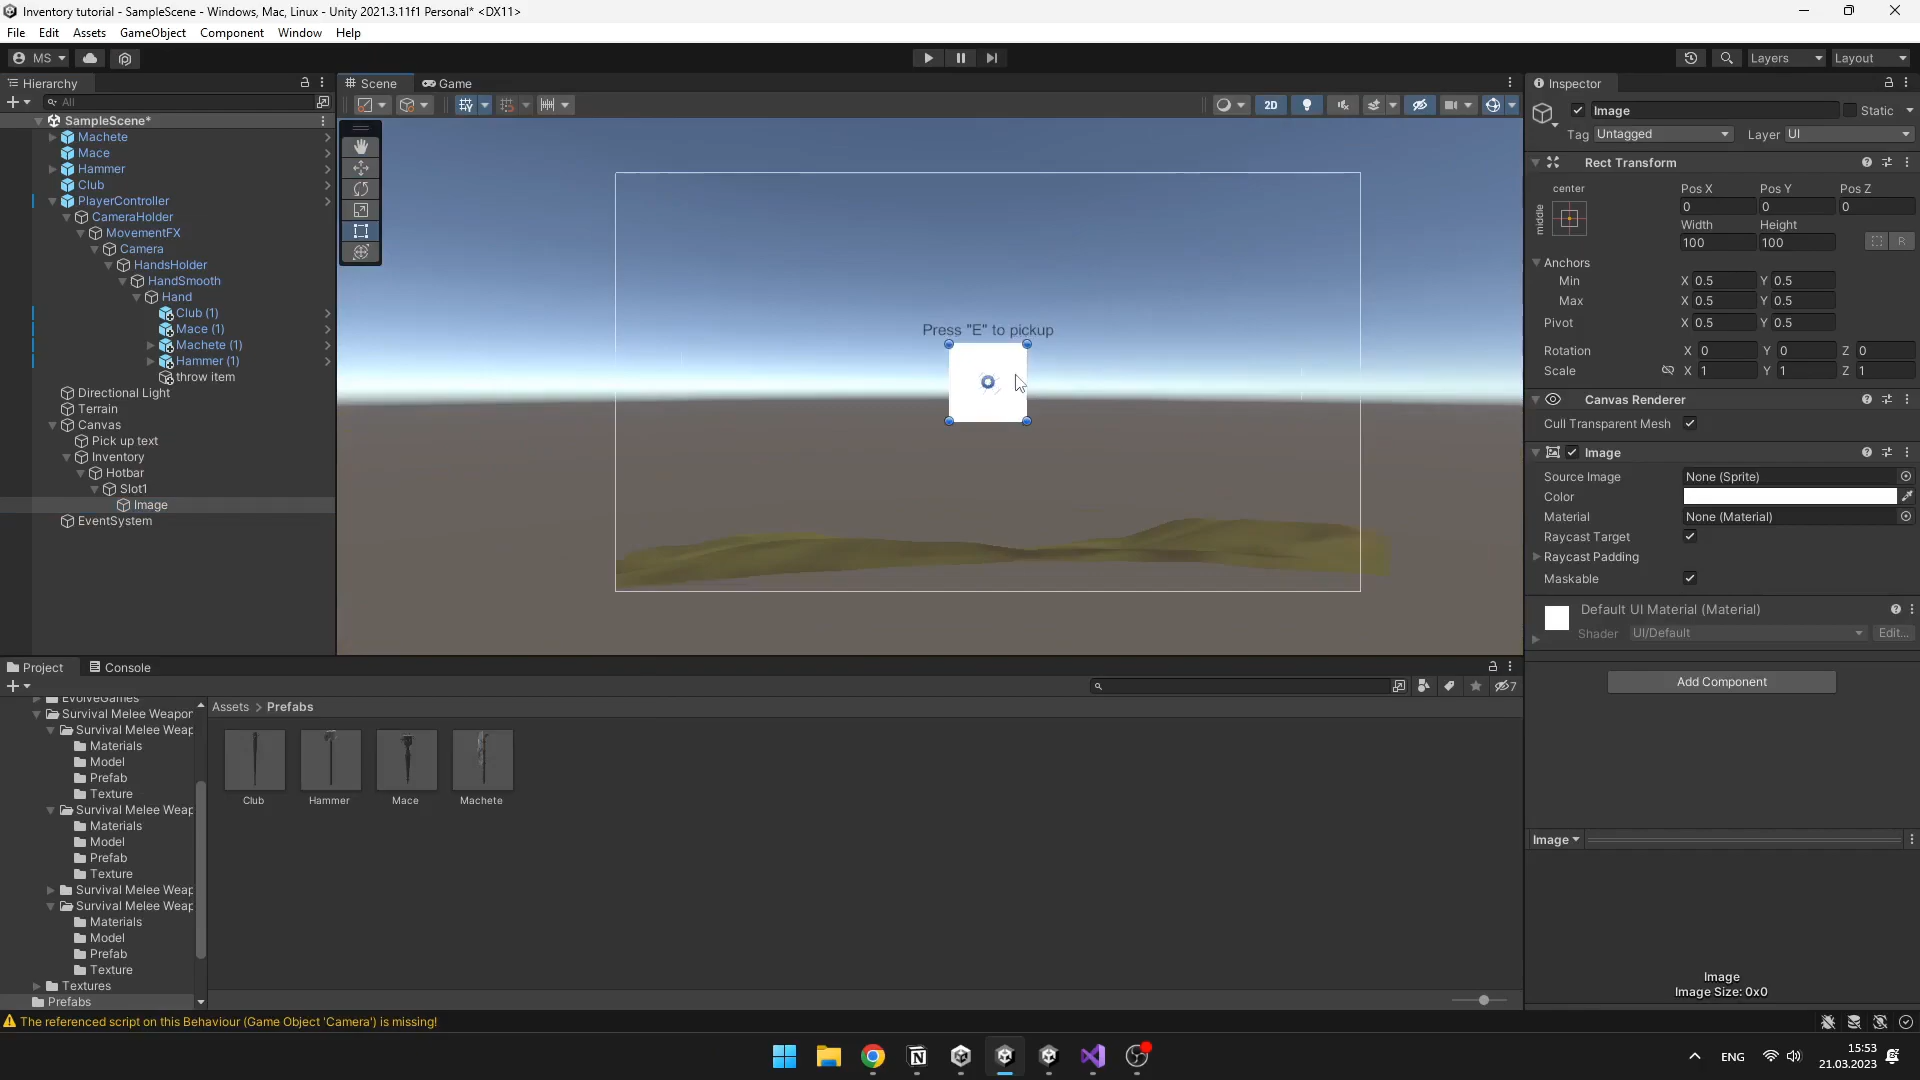 Inventory tutorial - SampleScene - Windows, Mac, Linux - Unity 2021.3.11f1 Personal* <DX11>
File Edit Assets GameObject Component Window Help
MS Layers Layout
Hierarchy
All
SampleScene*
Machete
Mace
Hammer
Club
PlayerController
CameraHolder
MovementFX
Camera
HandsHolder
HandSmooth
Hand
Club (1)
Mace (1)
Machete (1)
Hammer (1)
throw item
Directional Light
Terrain
Canvas
Pick up text
Inventory
Hotbar
Slot1
Image
EventSystem
Scene Game
2D
Press "E" to pickup
Inspector
Image Static
Tag Untagged Layer UI
Rect Transform
center Pos X Pos Y Pos Z
middle 0 0 0
Width Height
100 100 R
Anchors
Min X 0.5 Y 0.5
Max X 0.5 Y 0.5
Pivot X 0.5 Y 0.5
Rotation X 0 Y 0 Z 0
Scale X 1 Y 1 Z 1
Canvas Renderer
Cull Transparent Mesh
Image
Source Image None (Sprite)
Color
Material None (Material)
Raycast Target
Raycast Padding
Maskable
Default UI Material (Material)
Shader UI/Default Edit...
Add Component
Image
Image
Image Size: 0x0
Project Console
7
EvolveGames
Survival Melee Weapon
Survival Melee Weap
Materials
Model
Prefab
Texture
Survival Melee Weap
Materials
Model
Prefab
Texture
Survival Melee Weap
Survival Melee Weap
Materials
Model
Prefab
Texture
Textures
Prefabs
Assets > Prefabs
Club Hammer Mace Machete
The referenced script on this Behaviour (Game Object 'Camera') is missing!
ENG 15:53
21.03.2023